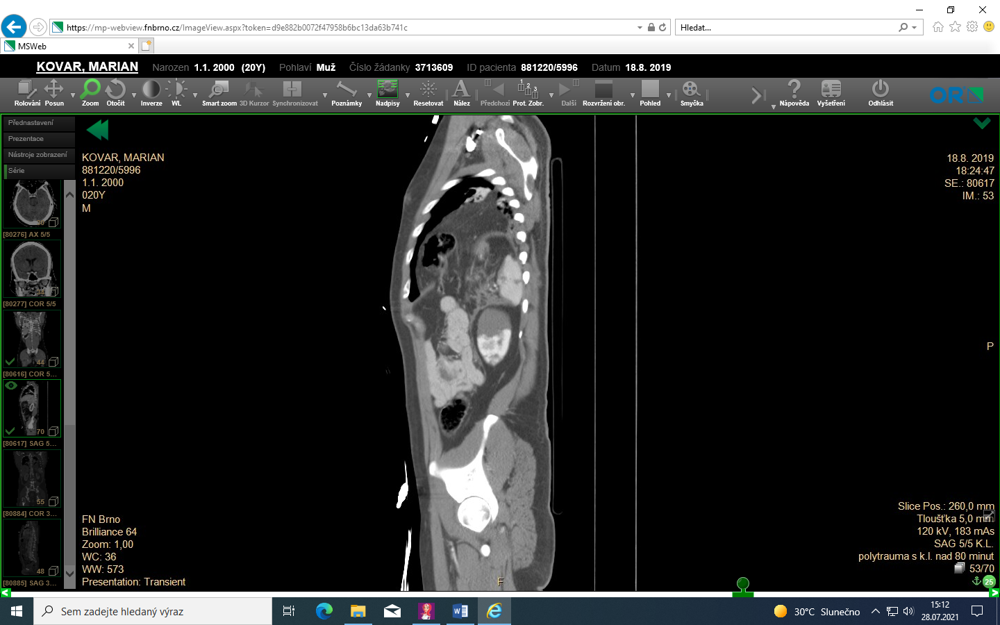 https://mp-webview.fnbrno.cz/ImageView.aspx?token=d9e882b0072f47958b6bc13da63b741c
Hledat...
MSWeb
KOVAR, MARIAN Narozen 1.1. 2000 (20Y) Pohlaví Muž Číslo žádanky 3713609 ID pacienta 881220/5996 Datum 18.8. 2019
Rolování Posun Zoom Otočit Inverze WL Smart zoom 3D Kurzor Synchronizovat Poznámky Nadpisy Resetovat Nález Předchozí Prot. Zobr. Další Rozvržení obr. Pohled Smyčka Nápověda Vyšetření Odhlásit
Přednastavení
Prezentace
Nástroje zobrazení
Série
30
[80276] AX 5/5
34
[80277] COR 5/5
44
[80616] COR 5...
70
[80617] SAG 5...
55
[80884] COR 3...
48
[80885] SAG 3...
KOVAR, MARIAN
881220/5996
1.1. 2000
020Y
M
18.8. 2019
18:24:47
SE.: 80617
IM.: 53
P
FN Brno
Brilliance 64
Zoom: 1,00
WC: 36
WW: 573
Presentation: Transient
F
Slice Pos.: 260,0 mm
Tloušťka 5,0 mm
120 kV, 183 mAs
SAG 5/5 K.L.
polytrauma s k.l. nad 80 minut
53/70
25
Sem zadejte hledaný výraz
30°C Slunečno
15:12
28.07.2021